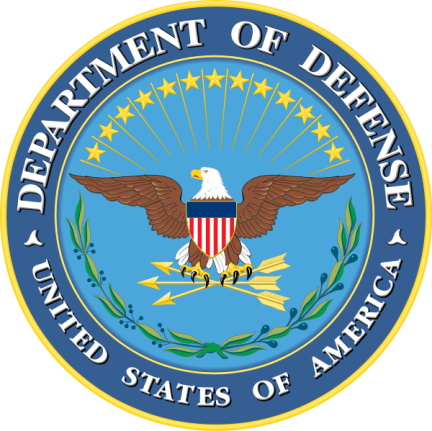 DEPARTMENT OF DEFENSE
UNITED STATES OF AMERICA